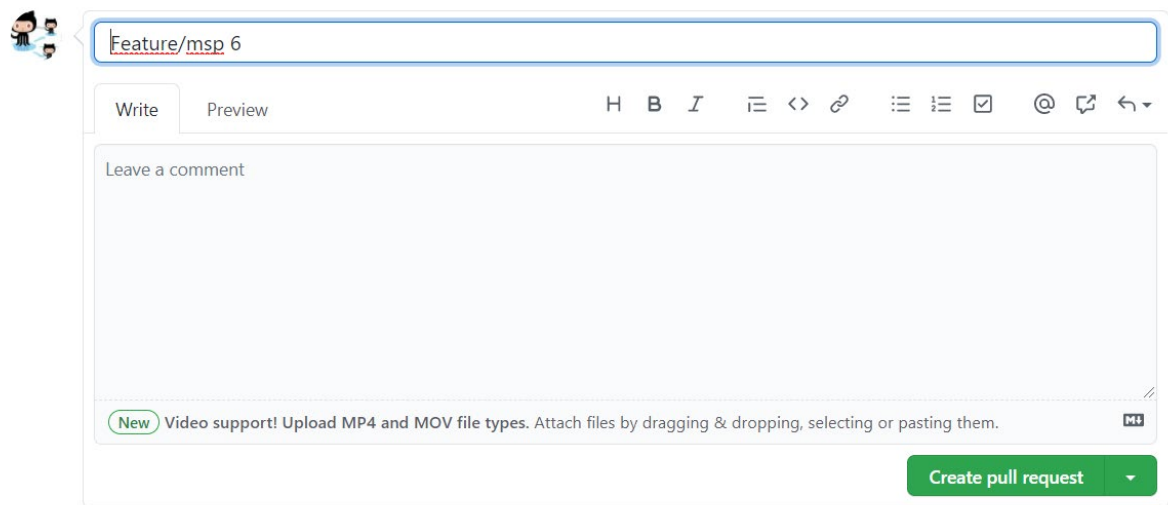 Feature/msp 6
Write Preview
Leave a comment
New Video support! Upload MP4 and MOV file types. Attach files by dragging & dropping, selecting or pasting them.
Create pull request